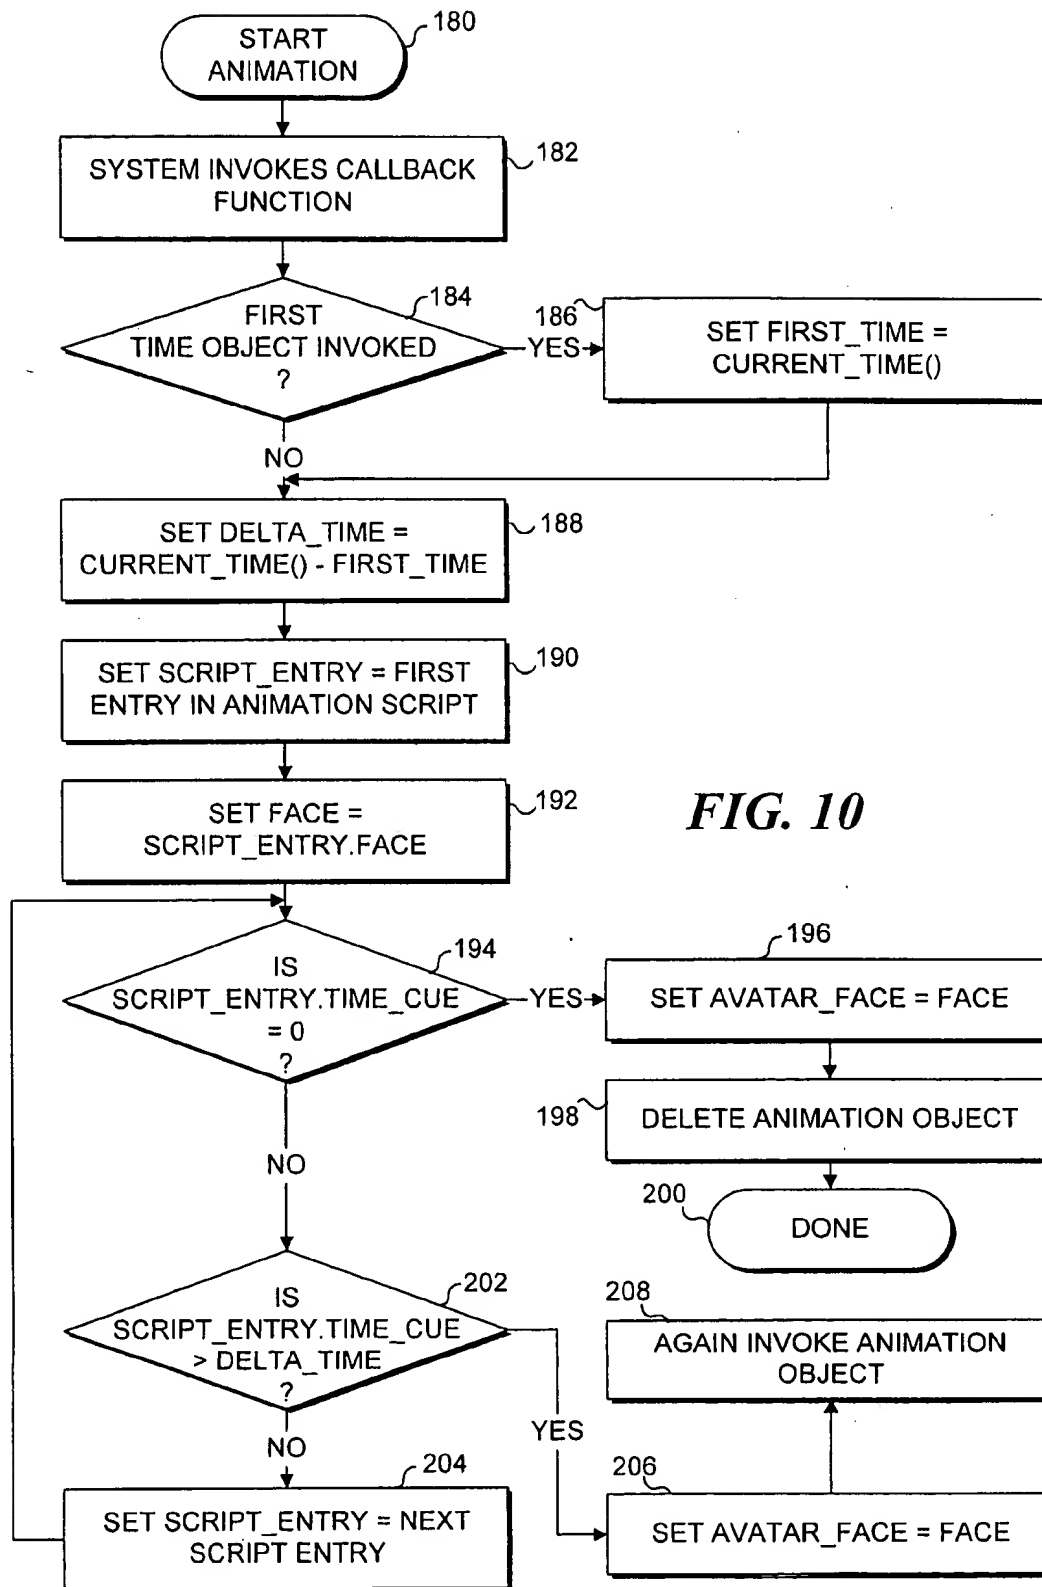 START
ANIMATION
180
SYSTEM INVOKES CALLBACK
FUNCTION
182
FIRST
TIME OBJECT INVOKED
?
184
YES
186
SET FIRST_TIME =
CURRENT_TIME()
NO
SET DELTA_TIME =
CURRENT_TIME() - FIRST_TIME
188
SET SCRIPT_ENTRY = FIRST
ENTRY IN ANIMATION SCRIPT
190
SET FACE =
SCRIPT_ENTRY.FACE
192
FIG. 10
IS
SCRIPT_ENTRY.TIME_CUE
= 0
?
194
YES
196
SET AVATAR_FACE = FACE
198
DELETE ANIMATION OBJECT
200
DONE
NO
IS
SCRIPT_ENTRY.TIME_CUE
> DELTA_TIME
?
202
YES
208
AGAIN INVOKE ANIMATION
OBJECT
206
SET AVATAR_FACE = FACE
NO
204
SET SCRIPT_ENTRY = NEXT
SCRIPT ENTRY